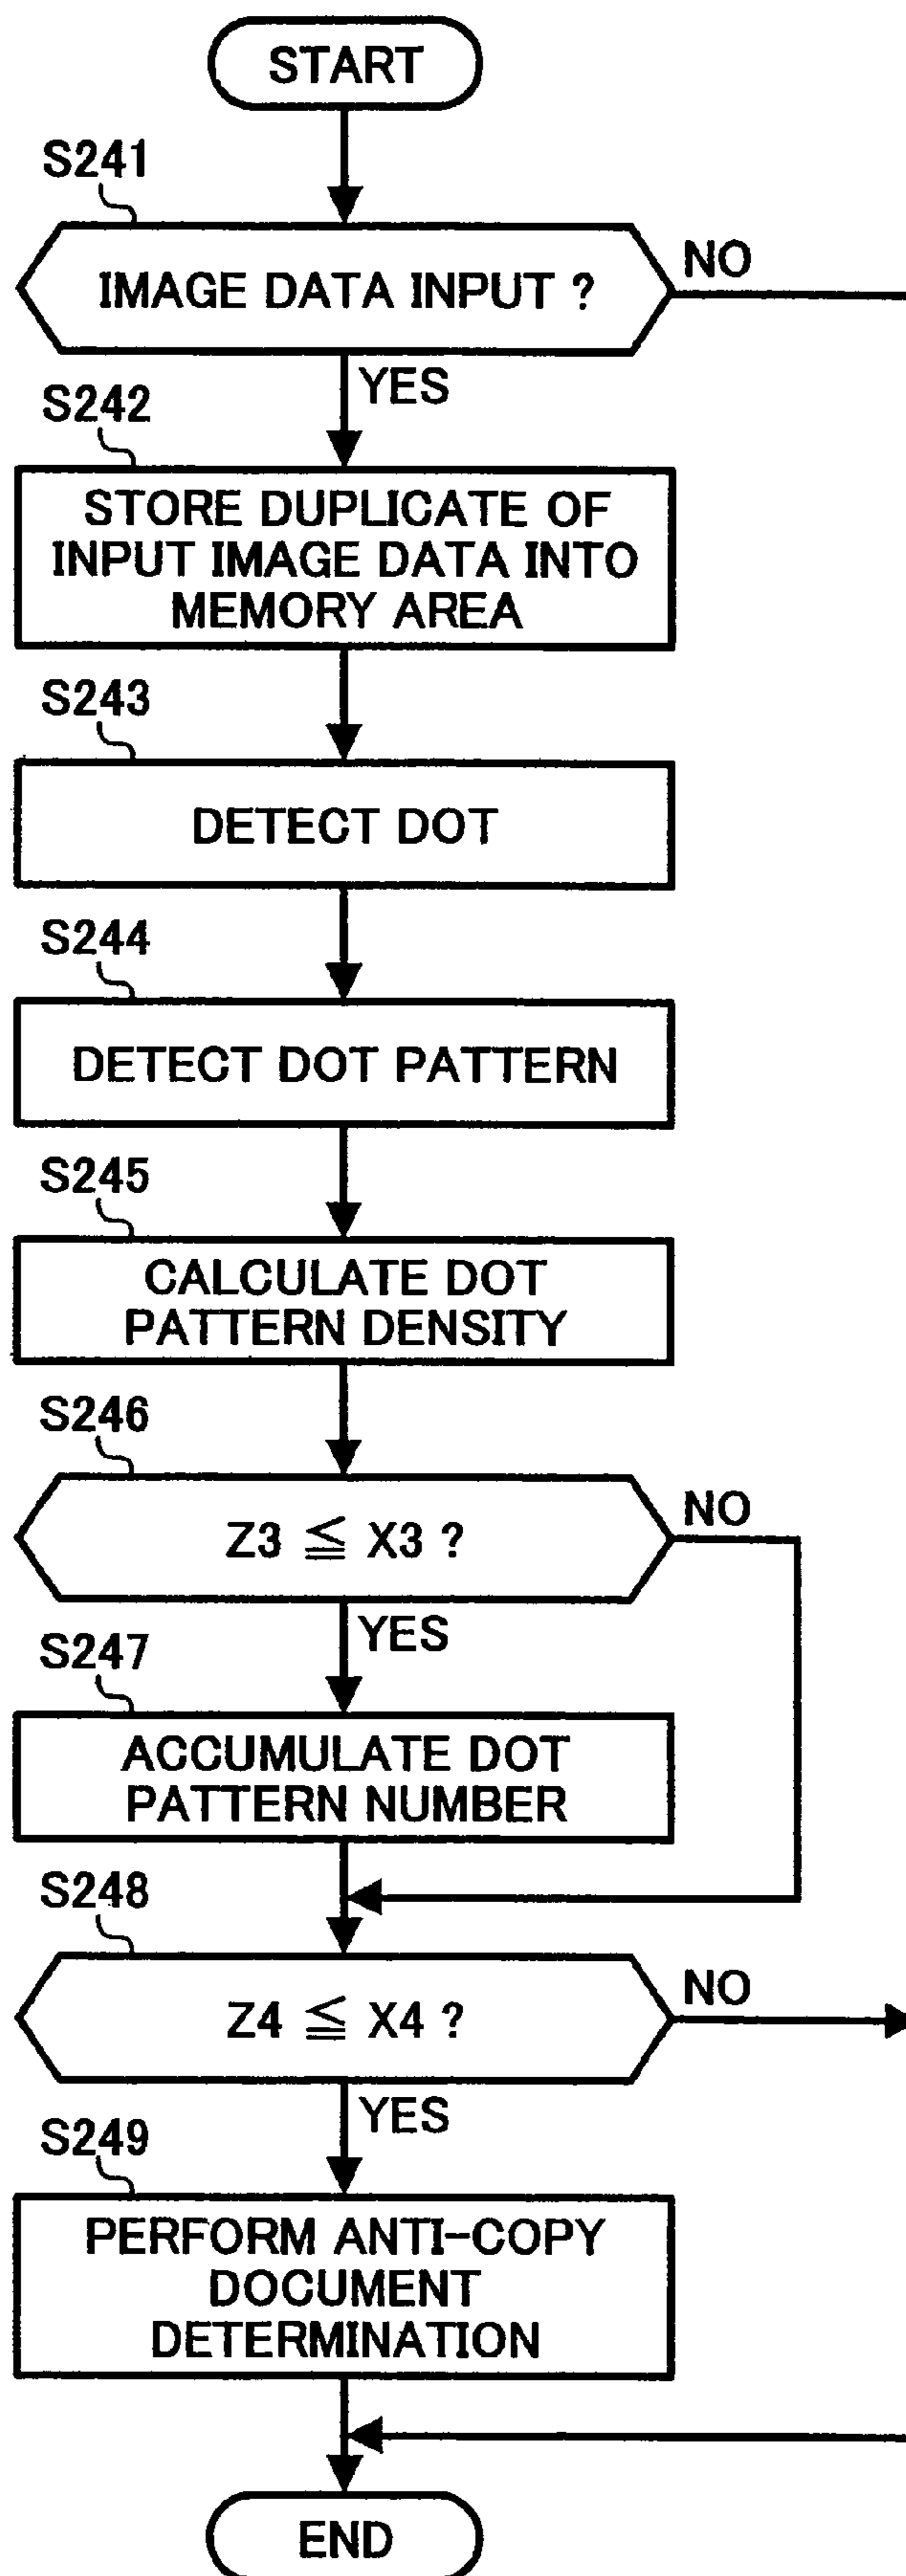 START
S241
IMAGE DATA INPUT ?
NO
YES
S242
STORE DUPLICATE OF
INPUT IMAGE DATA INTO
MEMORY AREA
S243
DETECT DOT
S244
DETECT DOT PATTERN
S245
CALCULATE DOT
PATTERN DENSITY
S246
Z3 ≦ X3 ?
NO
YES
S247
ACCUMULATE DOT
PATTERN NUMBER
S248
Z4 ≦ X4 ?
NO
YES
S249
PERFORM ANTI-COPY
DOCUMENT
DETERMINATION
END